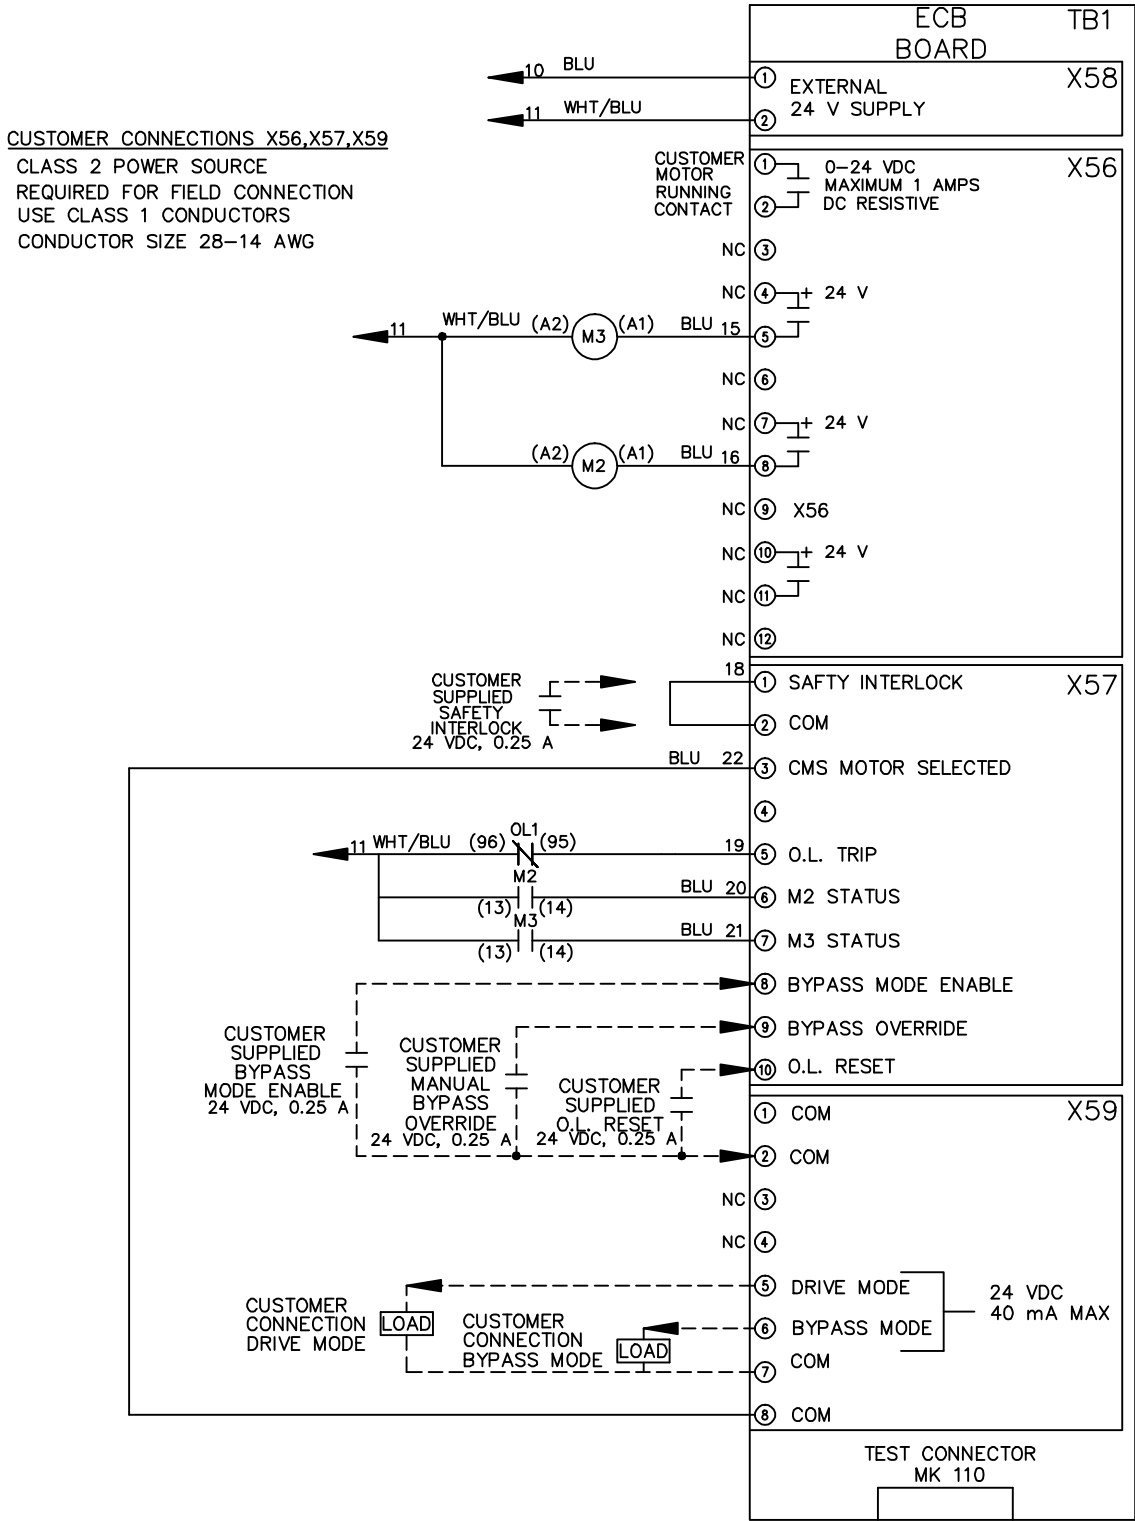 ECB TB1
BOARD
10 BLU
1 EXTERNAL X58
11 WHT/BLU
2 24 V SUPPLY
CUSTOMER CONNECTIONS X56,X57,X59
CLASS 2 POWER SOURCE
REQUIRED FOR FIELD CONNECTION
USE CLASS 1 CONDUCTORS
CONDUCTOR SIZE 28-14 AWG
CUSTOMER
MOTOR
RUNNING
CONTACT
1
2
0-24 VDC
MAXIMUM 1 AMPS
DC RESISTIVE
X56
NC 3
NC 4 + 24 V
11 WHT/BLU (A2) M3 (A1) BLU 15 5
NC 6
NC 7 + 24 V
(A2) M2 (A1) BLU 16 8
NC 9 X56
NC 10 + 24 V
NC 11
NC 12
CUSTOMER
SUPPLIED
SAFETY
INTERLOCK
24 VDC, 0.25 A
18 1 SAFTY INTERLOCK X57
2 COM
BLU 22 3 CMS MOTOR SELECTED
4
11 WHT/BLU (96) OL1 (95) 19 5 O.L. TRIP
M2
(13) (14) BLU 20 6 M2 STATUS
M3
(13) (14) BLU 21 7 M3 STATUS
8 BYPASS MODE ENABLE
9 BYPASS OVERRIDE
10 O.L. RESET
CUSTOMER
SUPPLIED
BYPASS
MODE ENABLE
24 VDC, 0.25 A
CUSTOMER
SUPPLIED
MANUAL
BYPASS
OVERRIDE
24 VDC, 0.25 A
CUSTOMER
SUPPLIED
O.L. RESET
24 VDC, 0.25 A
1 COM X59
2 COM
NC 3
NC 4
5 DRIVE MODE
6 BYPASS MODE
24 VDC
40 mA MAX
CUSTOMER
CONNECTION
DRIVE MODE
LOAD
CUSTOMER
CONNECTION
BYPASS MODE
LOAD
7 COM
8 COM
TEST CONNECTOR
MK 110